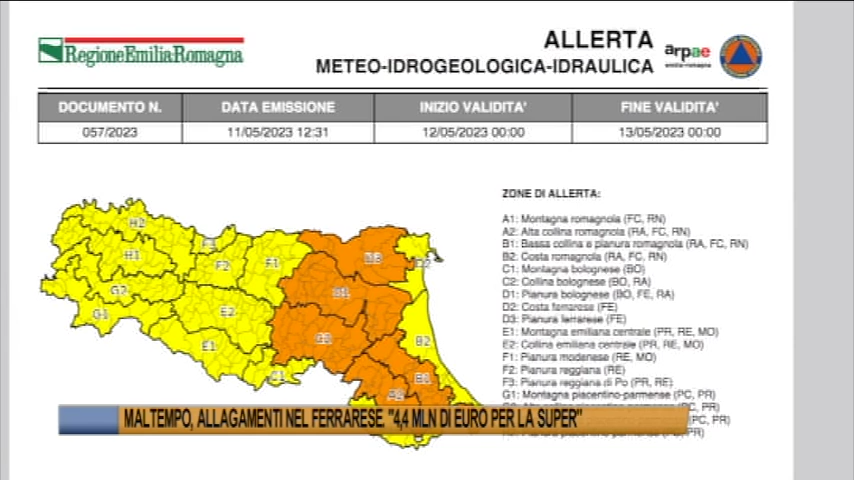 RegioneEmiliaRomagna
ALLERTA
METEO-IDROGEOLOGICA-IDRAULICA
arpae
emilia-romagna
DOCUMENTO N. DATA EMISSIONE INIZIO VALIDITA' FINE VALIDITA'
057/2023 11/05/2023 12:31 12/05/2023 00:00 13/05/2023 00:00
ZONE DI ALLERTA:
A1: Montagna romagnola (FC, RN)
A2: Alta collina romagnola (RA, FC, RN)
B1: Bassa collina e pianura romagnola (RA, FC, RN)
B2: Costa romagnola (RA, FC, RN)
C1: Montagna bolognese (BO)
C2: Collina bolognese (BO, RA)
D1: Pianura bolognese (BO, FE, RA)
D2: Costa ferrarese (FE)
D3: Pianura ferrarese (FE)
E1: Montagna emiliana centrale (PR, RE, MO)
E2: Collina emiliana centrale (PR, RE, MO)
F1: Pianura modenese (RE, MO)
F2: Pianura reggiana (RE)
F3: Pianura reggiana di Po (PR, RE)
G1: Montagna piacentino-parmense (PC, PR)
(PC, PR)
H2
H1
G2
G1
F3
F2
F1
E2
E1
D3
D2
D1
C1
B2
B1
A2
MALTEMPO, ALLAGAMENTI NEL FERRARESE. "4,4 MLN DI EURO PER LA SUPER"